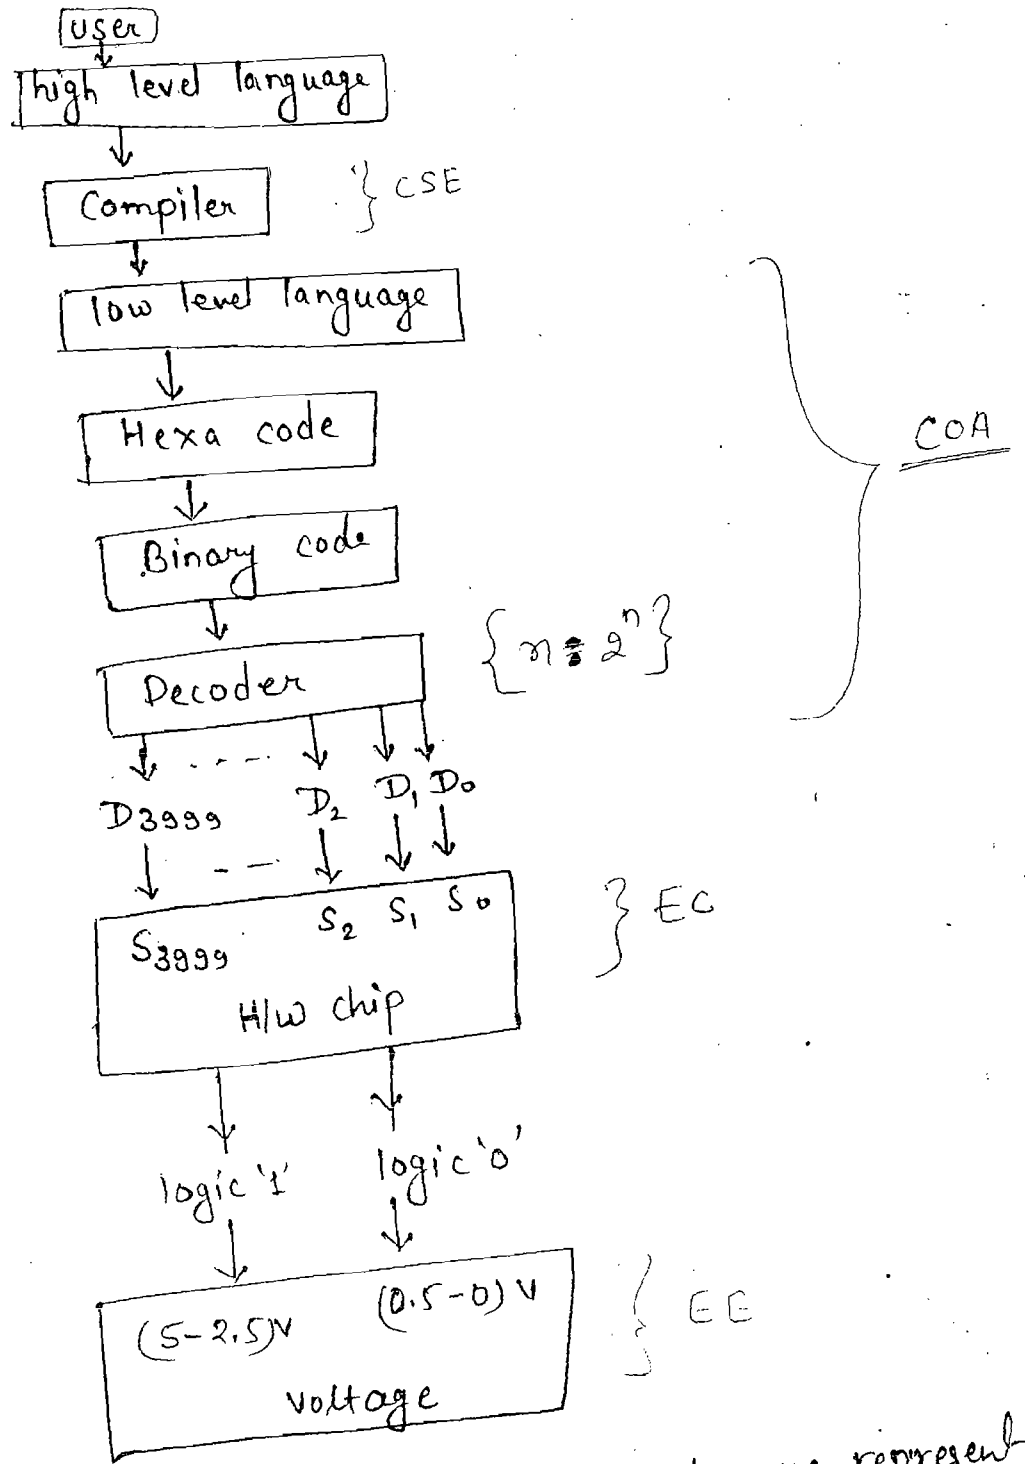 user
high level language
Compiler
} CSE
low level language
Hexa code
COA
Binary code
Decoder
{n : 2ⁿ}
D3999 .... D₂ D₁ D₀
S3999 S₂ S₁ S₀
} EC
H/w chip
logic '1' logic '0'
(5-2.5)V (0.5-0) V
} EE
voltage
represent